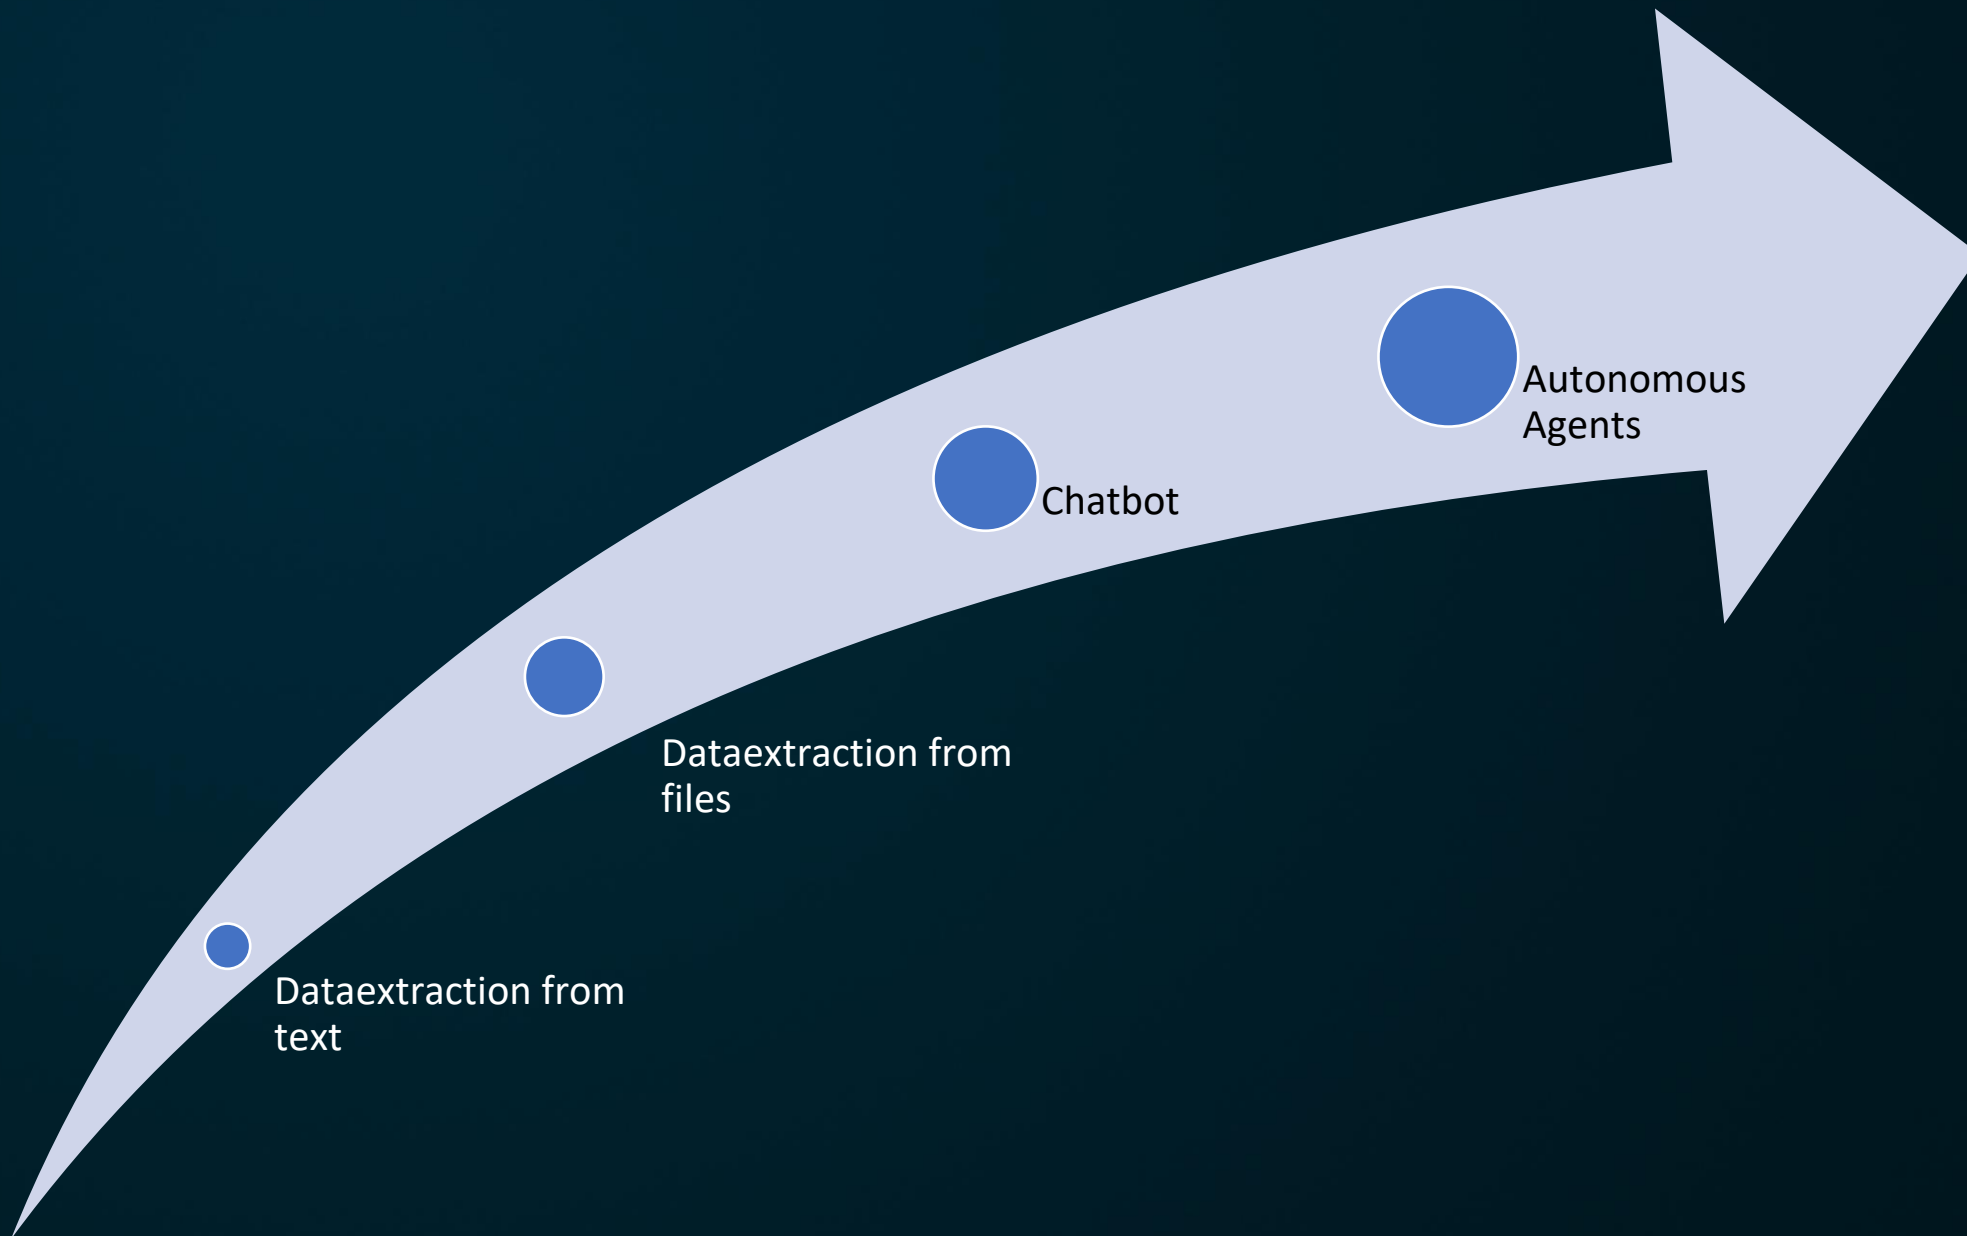 Autonomous
Agents
Chatbot
Dataextraction from
files
Dataextraction from
text